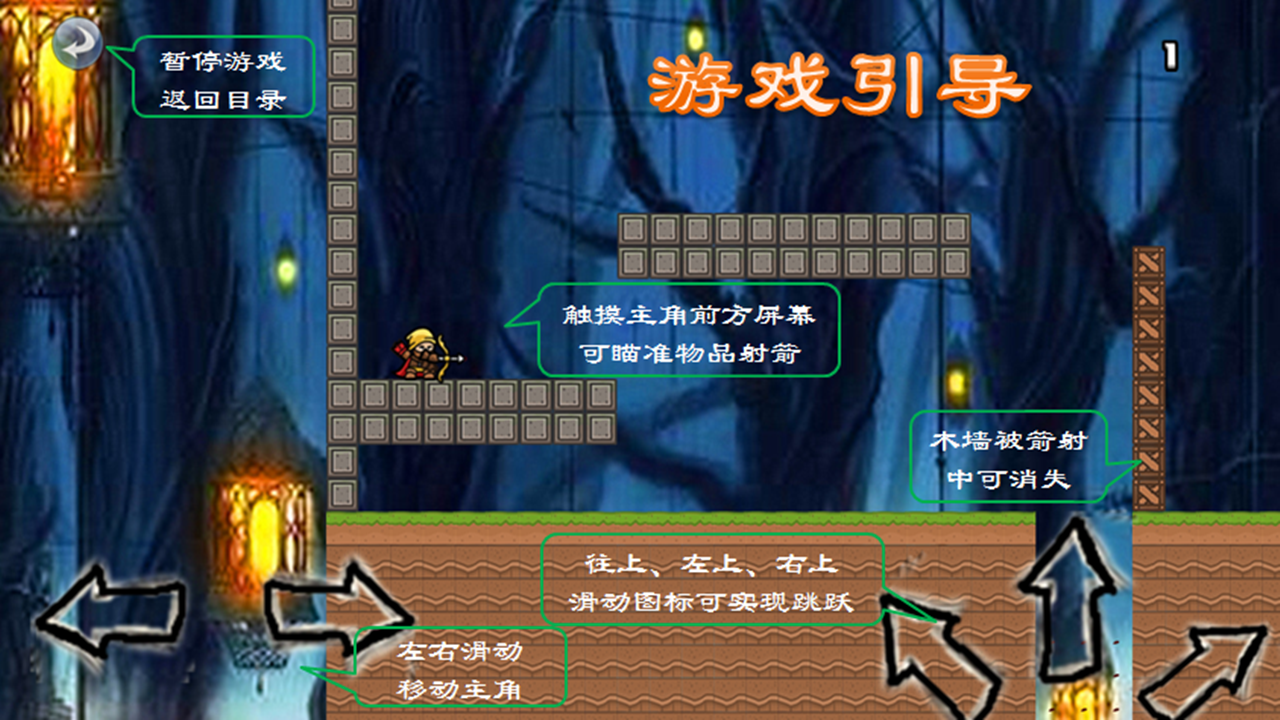 暂停游戏
返回目录
游戏引导
1
触摸主角前方屏幕
可瞄准物品射箭
木墙被箭射
中可消失
往上、左上、右上
滑动图标可实现跳跃
左右滑动
移动主角